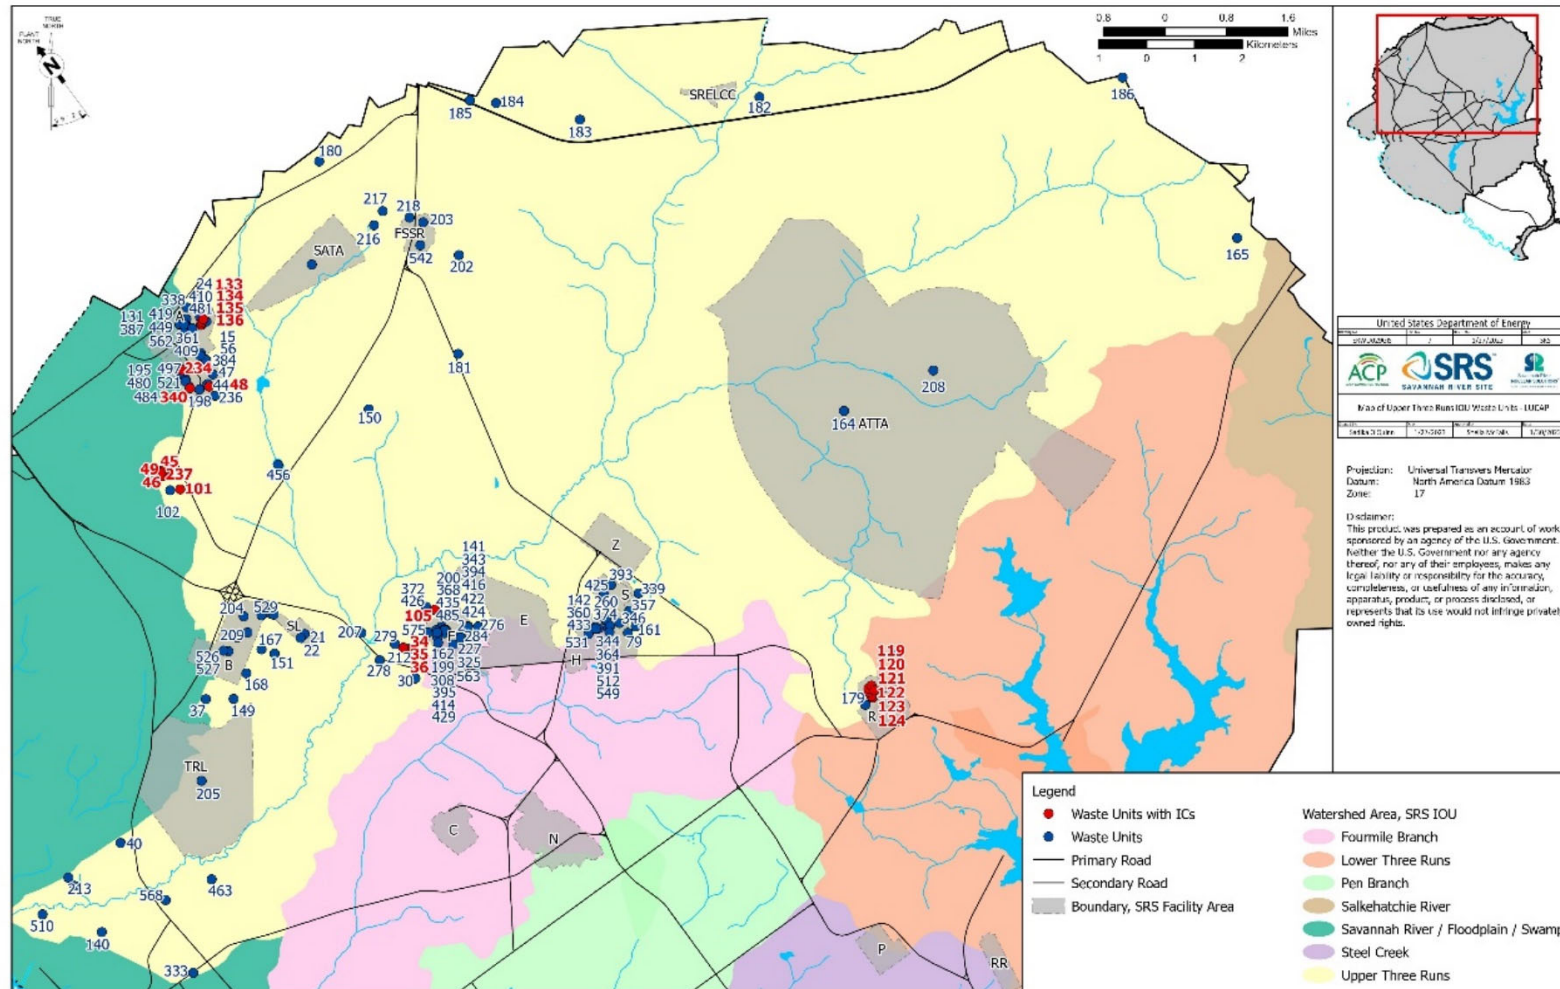 TRUE
NORTH
PLANT
NORTH
N
0.8 0 0.8 1.6
Miles
Kilometers
1 0 1 2
SRELCC
185
184
183
182
186
180
217
218
203
216
FSSR
542
202
SATA
165
24 133
338 410 134
131 419 A 481 135
387 449 136
562 361 15
409 56
195 497 234 384
480 521 47
484 44 48
340 198 236
181
150
208
164 ATTA
45
49 237
46 101
102
456
Z
141
343
200 394
372 368 416
426 435 422
105 485 424
276
575 F 284
34 162 227
35 199 325
36 308 563
395
414
429
E
207
279
212
278
30
393
425 S 339
142 260 357
360 374 346
433 161
531 79
344
H 364
391
512
549
204
529
SL
209
21
22
167
151
526
527
B
168
37
149
TRL
205
119
120
121
179 122
123
R 124
40
213
463
568
510
140
333
C
N
P
RR
Legend
Waste Units with ICs
Waste Units
Primary Road
Secondary Road
Boundary, SRS Facility Area
Watershed Area, SRS IOU
Fourmile Branch
Lower Three Runs
Pen Branch
Salkehatchie River
Savannah River / Floodplain / Swamp
Steel Creek
Upper Three Runs
United States Department of Energy
ACP
SRS
SAVANNAH RIVER SITE
Map of Upper Three Runs IOU Waste Units - LUCAP
Projection: Universal Transvers Mercator
Datum: North America Datum 1983
Zone: 17
Disclaimer:
This product was prepared as an account of work
sponsored by an agency of the U.S. Government.
Neither the U.S. Government nor any agency
thereof, nor any of their employees, makes any
legal liability or responsibility for the accuracy,
completeness, or usefulness of any information,
apparatus, product, or process disclosed, or
represents that its use would not infringe privatel
owned rights.